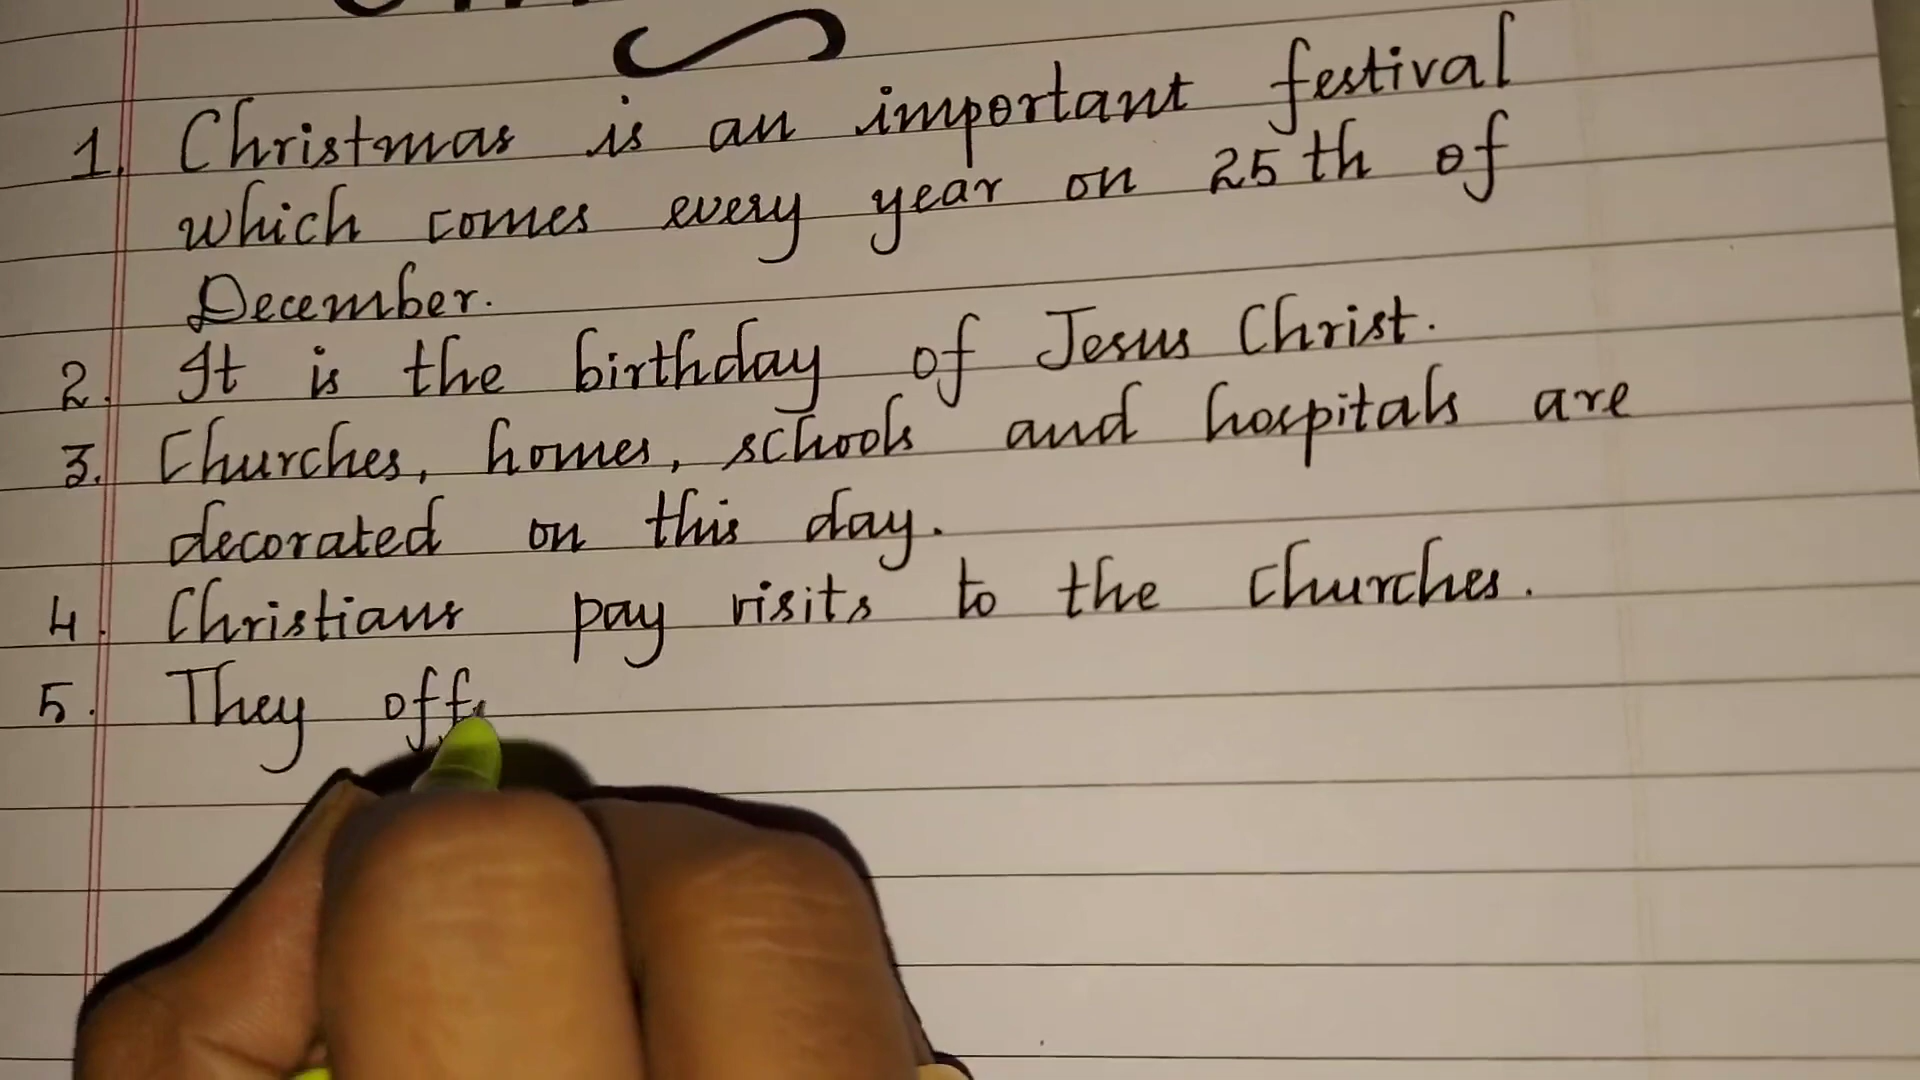 1. Christmas is an important festival
which comes every year on 25th of
December.
2. It is the birthday of Jesus Christ.
3. Churches, homes, schools and hospitals are
decorated on this day.
4. Christians pay visits to the churches.
5. They off